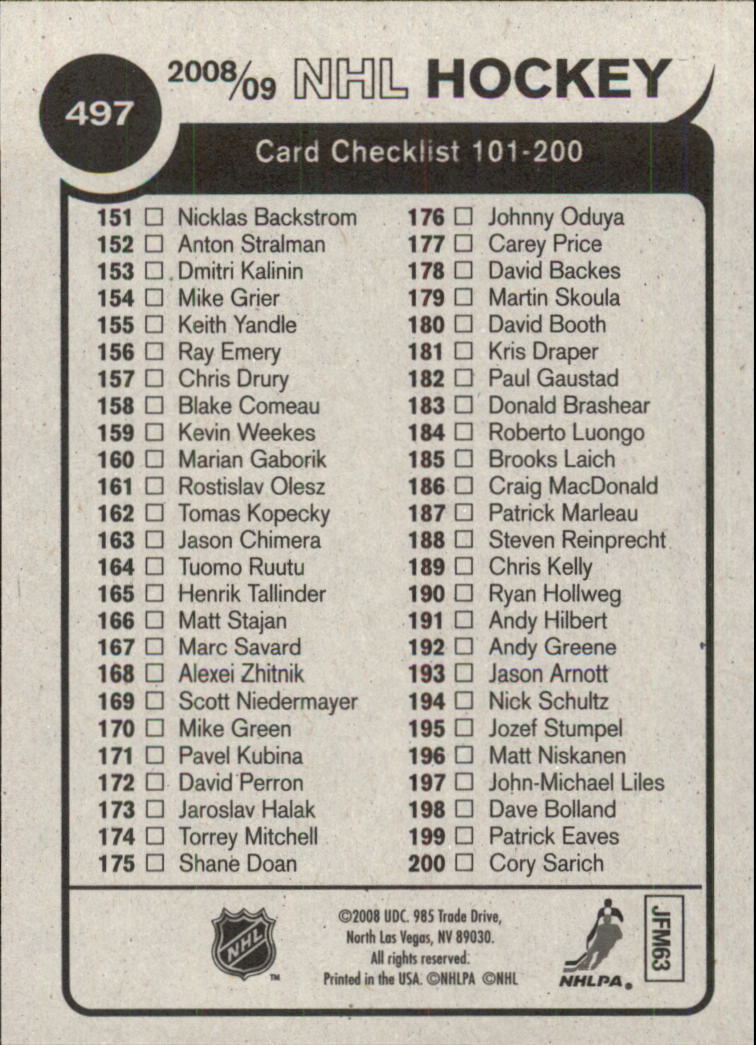 497
2008/09 NHL HOCKEY
Card Checklist 101-200
151 ☐ Nicklas Backstrom
152 ☐ Anton Stralman
153 ☐ Dmitri Kalinin
154 ☐ Mike Grier
155 ☐ Keith Yandle
156 ☐ Ray Emery
157 ☐ Chris Drury
158 ☐ Blake Comeau
159 ☐ Kevin Weekes
160 ☐ Marian Gaborik
161 ☐ Rostislav Olesz
162 ☐ Tomas Kopecky
163 ☐ Jason Chimera
164 ☐ Tuomo Ruutu
165 ☐ Henrik Tallinder
166 ☐ Matt Stajan
167 ☐ Marc Savard
168 ☐ Alexei Zhitnik
169 ☐ Scott Niedermayer
170 ☐ Mike Green
171 ☐ Pavel Kubina
172 ☐ David Perron
173 ☐ Jaroslav Halak
174 ☐ Torrey Mitchell
175 ☐ Shane Doan
176 ☐ Johnny Oduya
177 ☐ Carey Price
178 ☐ David Backes
179 ☐ Martin Skoula
180 ☐ David Booth
181 ☐ Kris Draper
182 ☐ Paul Gaustad
183 ☐ Donald Brashear
184 ☐ Roberto Luongo
185 ☐ Brooks Laich
186 ☐ Craig MacDonald
187 ☐ Patrick Marleau
188 ☐ Steven Reinprecht
189 ☐ Chris Kelly
190 ☐ Ryan Hollweg
191 ☐ Andy Hilbert
192 ☐ Andy Greene
193 ☐ Jason Arnott
194 ☐ Nick Schultz
195 ☐ Jozef Stumpel
196 ☐ Matt Niskanen
197 ☐ John-Michael Liles
198 ☐ Dave Bolland
199 ☐ Patrick Eaves
200 ☐ Cory Sarich
NHL
™
©2008 UDC. 985 Trade Drive,
North Las Vegas, NV 89030.
All rights reserved.
Printed in the USA. ©NHLPA ©NHL
NHLPA®
JFM63